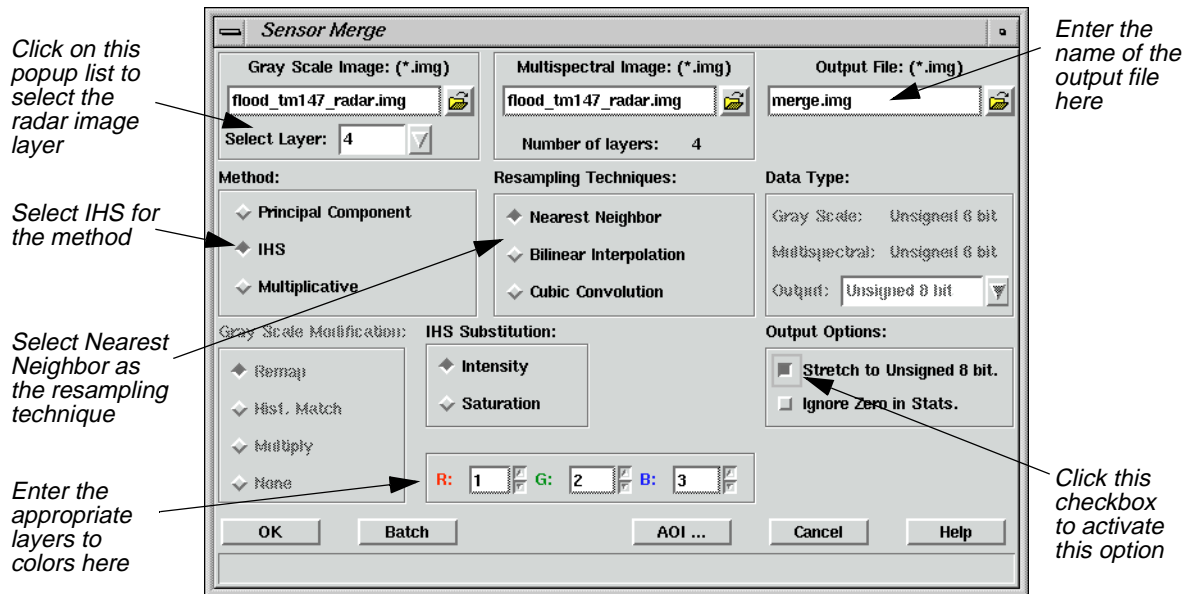 Sensor Merge
Click on this
popup list to
select the
radar image
layer
Gray Scale Image: (*.img)
flood_tm147_radar.img
Select Layer: 4
Multispectral Image: (*.img)
flood_tm147_radar.img
Number of layers: 4
Output File: (*.img)
merge.img
Enter the
name of the
output file
here
Select IHS for
the method
Method:
Principal Component
IHS
Multiplicative
Resampling Techniques:
Nearest Neighbor
Bilinear Interpolation
Cubic Convolution
Data Type:
Gray Scale: Unsigned 8 bit
Multispectral: Unsigned 8 bit
Output: Unsigned 8 bit
Select Nearest
Neighbor as
the resampling
technique
Gray Scale Modification:
Remap
Hist. Match
Multiply
None
IHS Substitution:
Intensity
Saturation
Output Options:
Stretch to Unsigned 8 bit.
Ignore Zero in Stats.
Enter the
appropriate
layers to
colors here
R: 1 G: 2 B: 3
Click this
checkbox
to activate
this option
OK Batch AOI ... Cancel Help